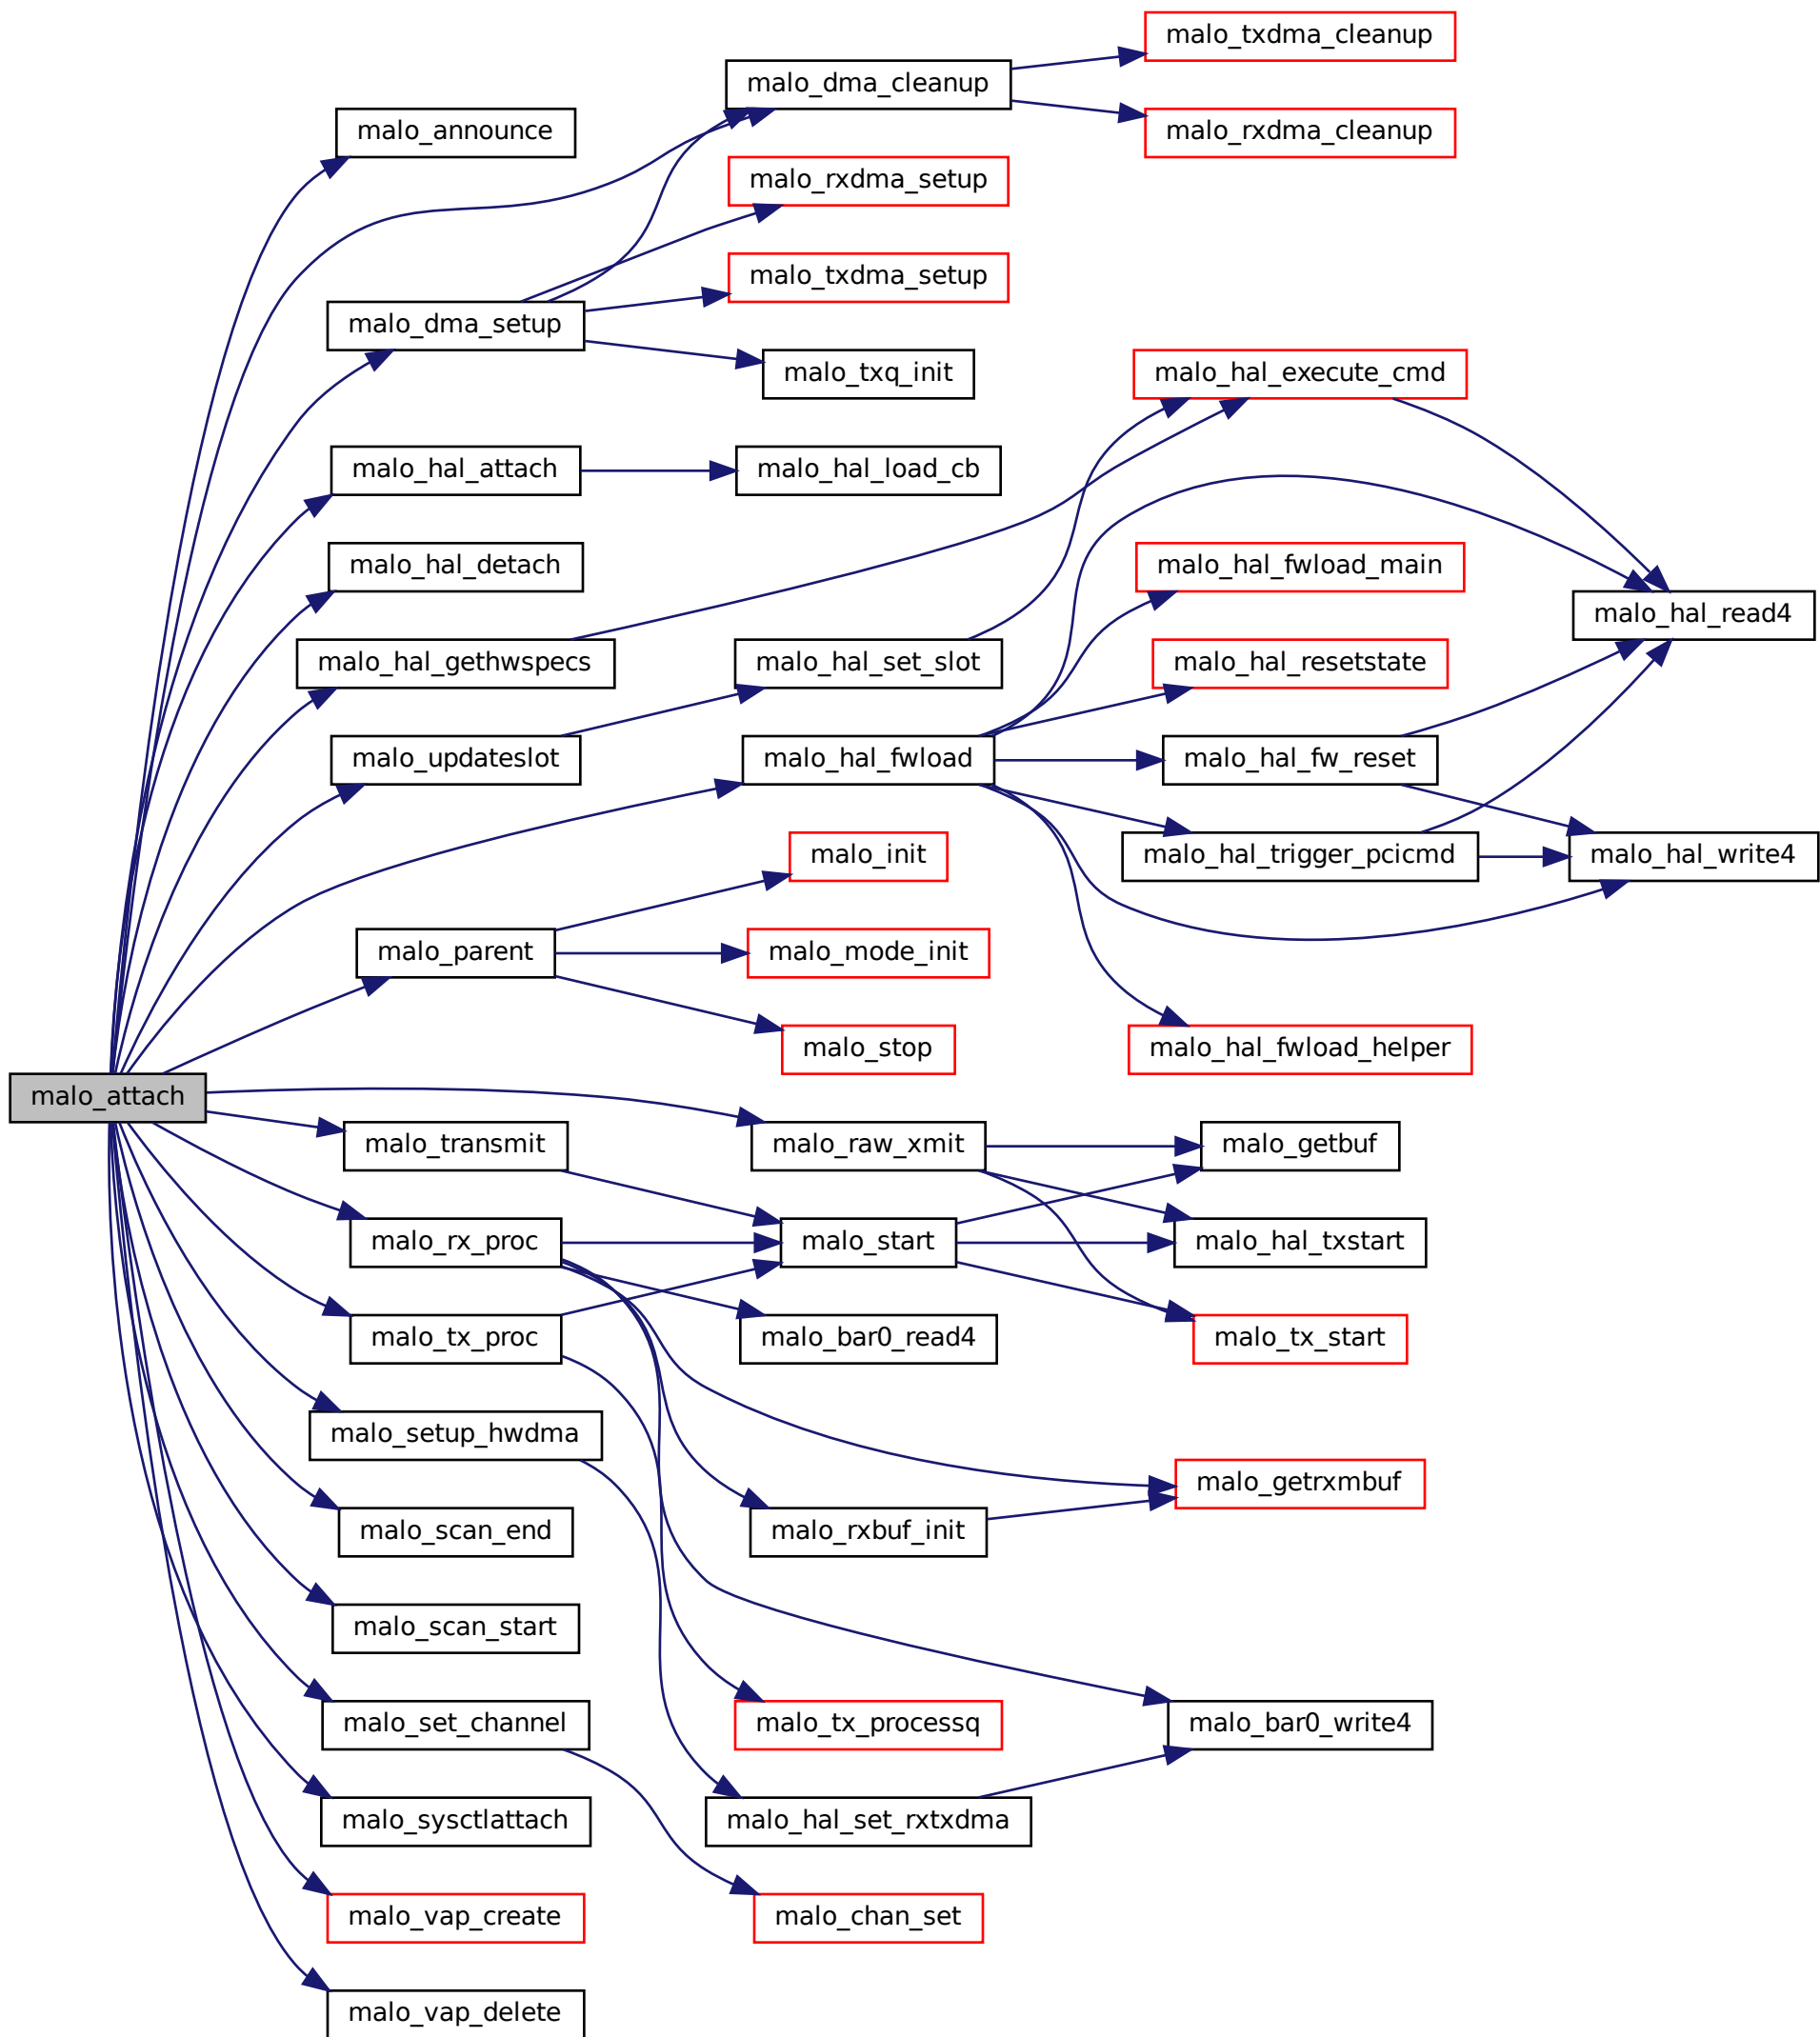 malo_txdma_cleanup
malo_dma_cleanup
malo_announce
malo_rxdma_cleanup
malo_rxdma_setup
malo_txdma_setup
malo_dma_setup
malo_txq_init
malo_hal_execute_cmd
malo_hal_attach
malo_hal_load_cb
malo_hal_detach
malo_hal_fwload_main
malo_hal_read4
malo_hal_gethwspecs
malo_hal_set_slot
malo_hal_resetstate
malo_updateslot
malo_hal_fwload
malo_hal_fw_reset
malo_init
malo_hal_trigger_pcicmd
malo_hal_write4
malo_parent
malo_mode_init
malo_stop
malo_hal_fwload_helper
malo_attach
malo_transmit
malo_raw_xmit
malo_getbuf
malo_rx_proc
malo_start
malo_hal_txstart
malo_tx_proc
malo_bar0_read4
malo_tx_start
malo_setup_hwdma
malo_getrxmbuf
malo_scan_end
malo_rxbuf_init
malo_scan_start
malo_set_channel
malo_tx_processq
malo_bar0_write4
malo_sysctlattach
malo_hal_set_rxtxdma
malo_vap_create
malo_chan_set
malo_vap_delete